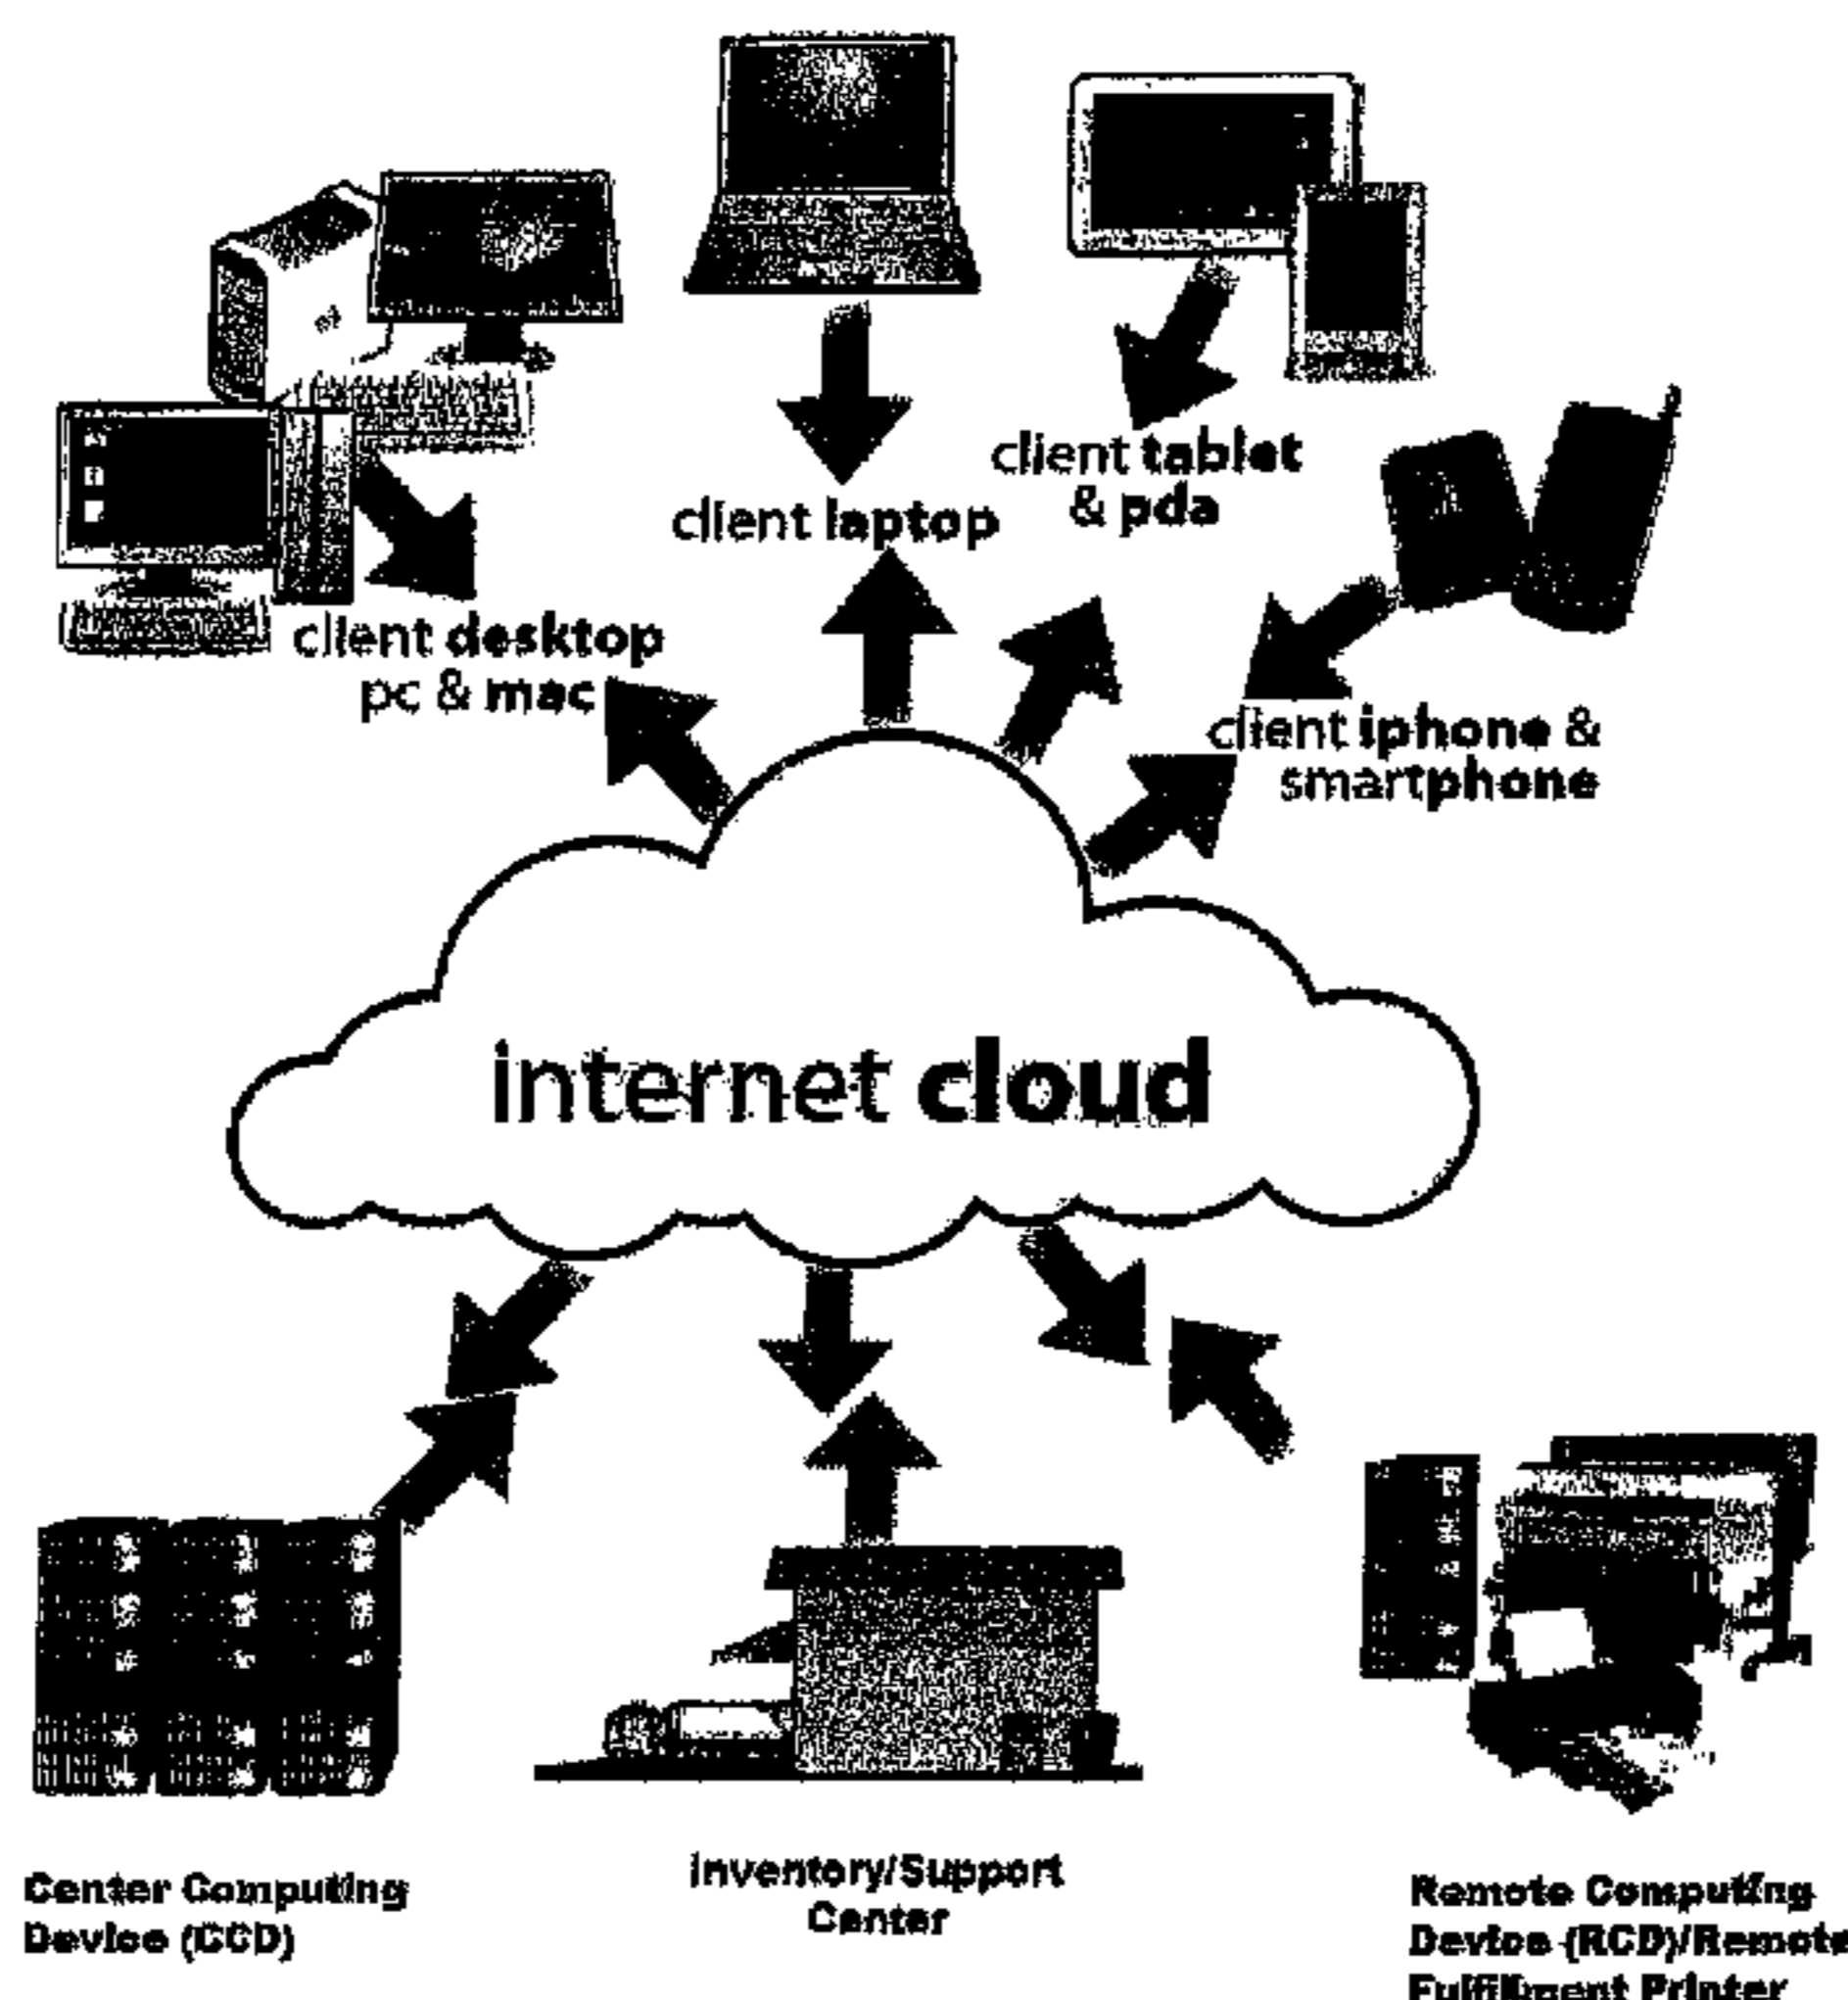 client laptop
client tablet
& pda
client desktop
pc & mac
client iphone &
smartphone
internet cloud
Center Computing
Device (CCD)
Inventory/Support
Center
Remote Computing
Device (RCD)/Remote
Fulfillment Printer